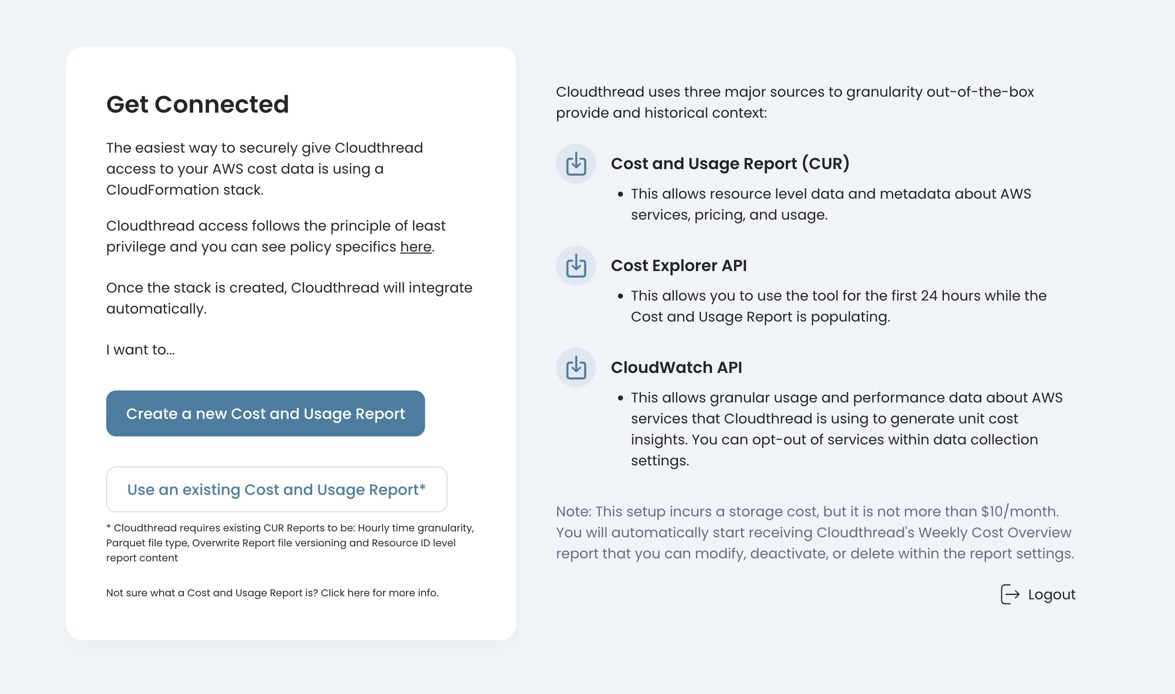 Get Connected
The easiest way to securely give Cloudthread
access to your AWS cost data is using a
CloudFormation stack.
Cloudthread access follows the principle of least
privilege and you can see policy specifics here.
Once the stack is created, Cloudthread will integrate
automatically.
I want to...
Create a new Cost and Usage Report
Use an existing Cost and Usage Report*
* Cloudthread requires existing CUR Reports to be: Hourly time granularity,
Parquet file type, Overwrite Report file versioning and Resource ID level
report content
Not sure what a Cost and Usage Report is? Click here for more info.
Cloudthread uses three major sources to granularity out-of-the-box
provide and historical context:
Cost and Usage Report (CUR)
• This allows resource level data and metadata about AWS
services, pricing, and usage.
Cost Explorer API
• This allows you to use the tool for the first 24 hours while the
Cost and Usage Report is populating.
CloudWatch API
• This allows granular usage and performance data about AWS
services that Cloudthread is using to generate unit cost
insights. You can opt-out of services within data collection
settings.
Note: This setup incurs a storage cost, but it is not more than $10/month.
You will automatically start receiving Cloudthread's Weekly Cost Overview
report that you can modify, deactivate, or delete within the report settings.
Logout